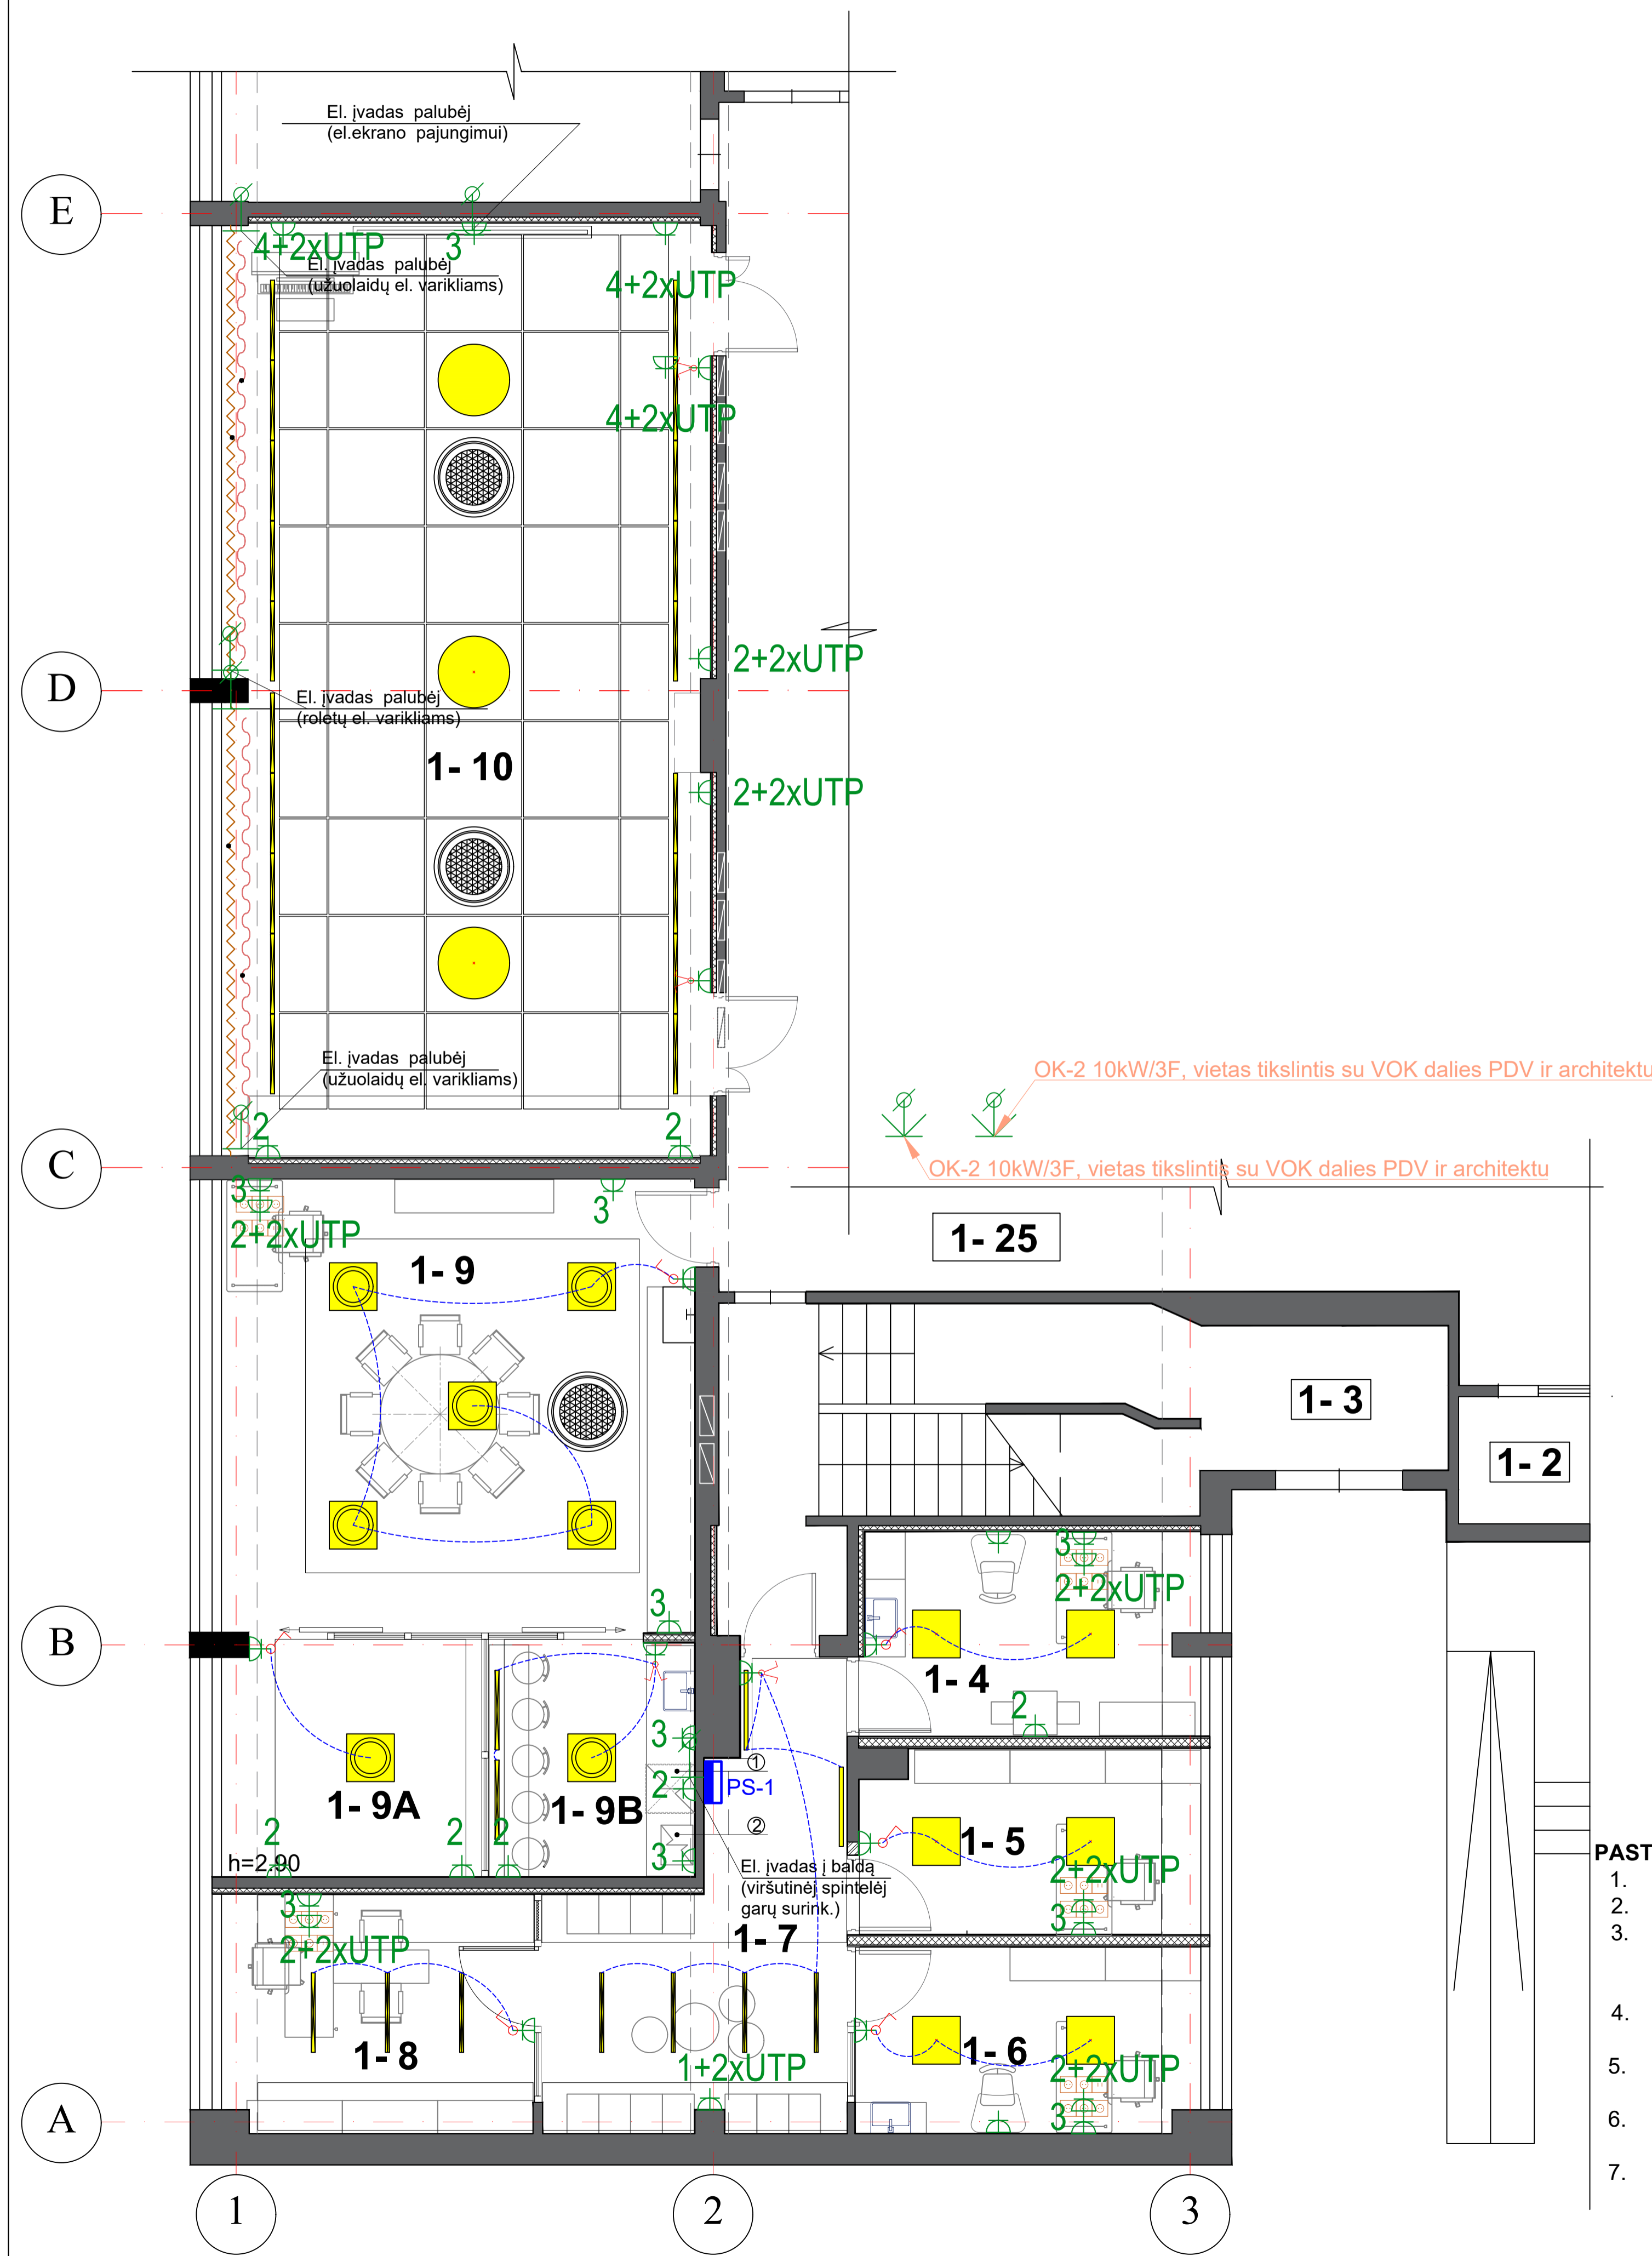 El. įvadas palubėj
(el.ekrano pajungimui)
E
4+2xUTP
3
El. įvadas palubėj
(užuolaidų el. varikliams)
4+2xUTP
4+2xUTP
2+2xUTP
D
El. įvadas palubėj
(roletų el. varikliams)
1- 10
2+2xUTP
El. įvadas palubėj
(užuolaidų el. varikliams)
OK-2 10kW/3F, vietas tikslintis su VOK dalies PDV ir architektu
2
2
C
OK-2 10kW/3F, vietas tikslintis su VOK dalies PDV ir architektu
3
3
2+2xUTP
1- 25
1- 9
1- 3
1- 2
3
2+2xUTP
3
B
1- 4
2
3
1
2
PS-1
1- 9A
1- 9B
2
2
2
2
3
1- 5
h=2.90
El. įvadas į baldą
(viršutinėj spintelėj
garų surink.)
2+2xUTP
PAST
1.
2.
3.
4.
5.
6.
7.
3
3
2+2xUTP
1- 7
1- 8
1- 6
1+2xUTP
2+2xUTP
3
A
1
2
3